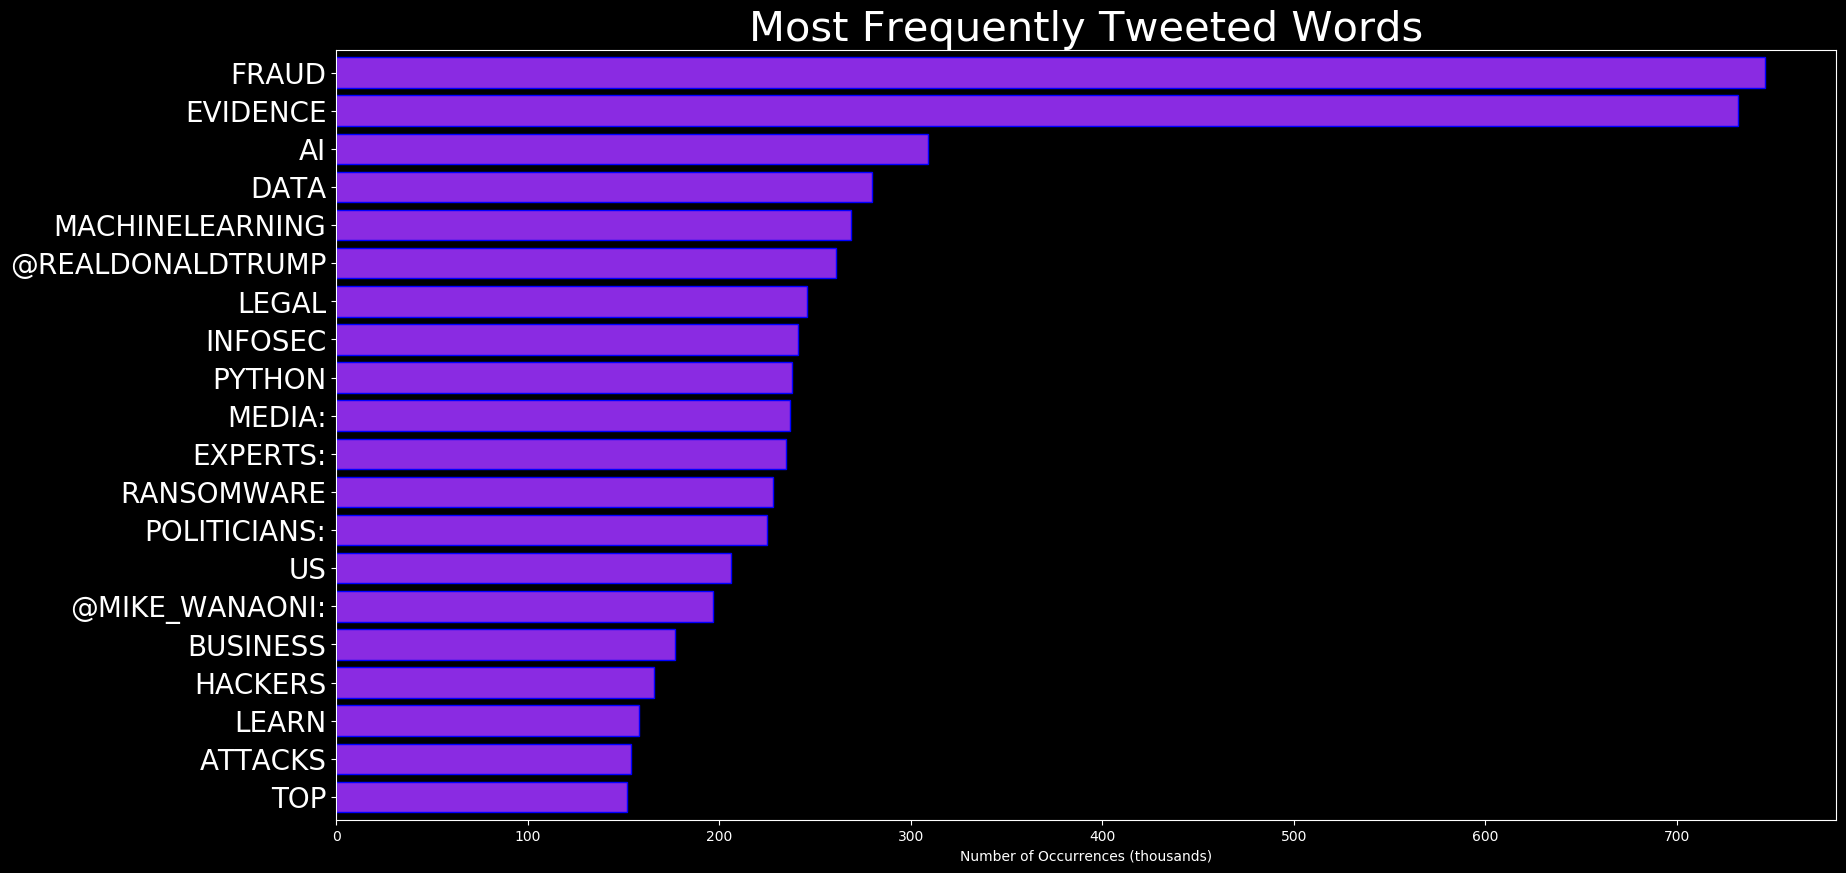 Most Frequently Tweeted Words
FRAUD
EVIDENCE
AI
DATA
MACHINELEARNING
@REALDONALDTRUMP
LEGAL
INFOSEC
PYTHON
MEDIA:
EXPERTS:
RANSOMWARE
POLITICIANS:
US
@MIKE_WANAONI:
BUSINESS
HACKERS
LEARN
ATTACKS
TOP
0 100 200 300 400 500 600 700
Number of Occurrences (thousands)